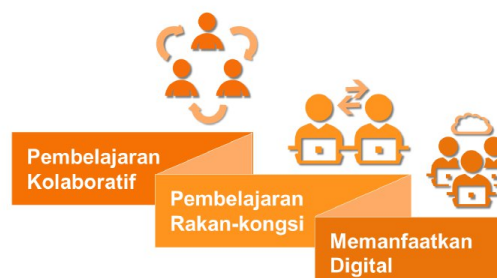 Pembelajaran
Kolaboratif
Pembelajaran
Rakan-kongsi
Memanfaatkan
Digital